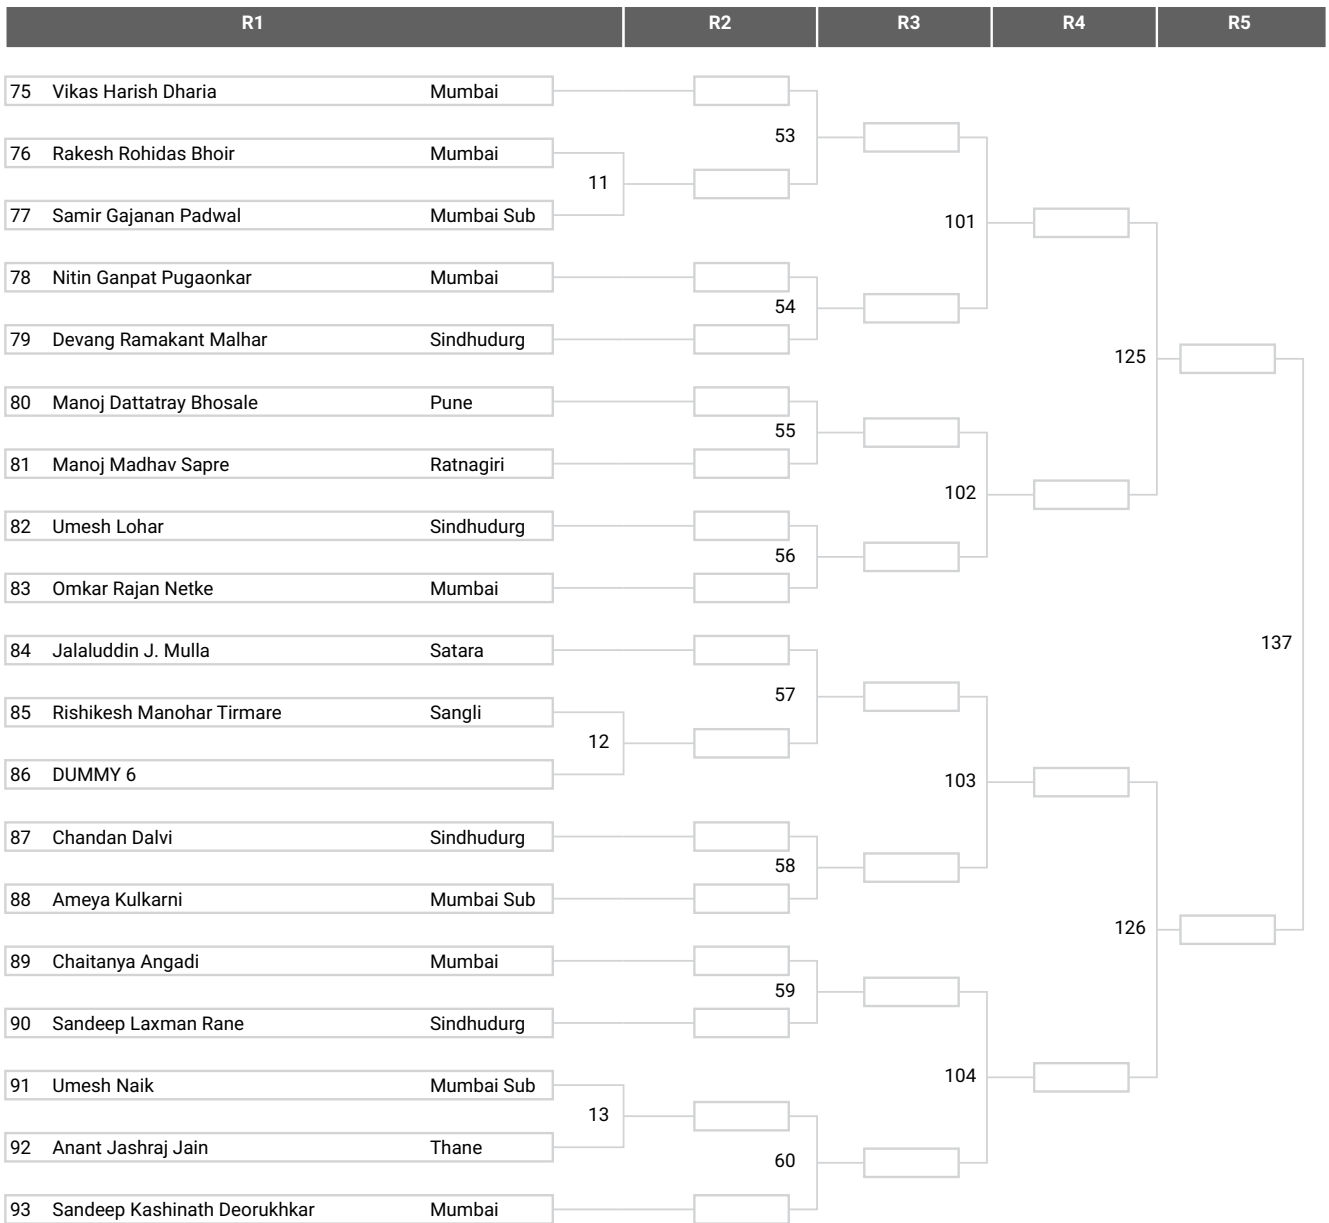 R1 R2 R3 R4 R5
75 Vikas Harish Dharia Mumbai
53
76 Rakesh Rohidas Bhoir Mumbai
11
77 Samir Gajanan Padwal Mumbai Sub
101
78 Nitin Ganpat Pugaonkar Mumbai
54
79 Devang Ramakant Malhar Sindhudurg
125
80 Manoj Dattatray Bhosale Pune
55
81 Manoj Madhav Sapre Ratnagiri
102
82 Umesh Lohar Sindhudurg
56
83 Omkar Rajan Netke Mumbai
137
84 Jalaluddin J. Mulla Satara
57
85 Rishikesh Manohar Tirmare Sangli
12
86 DUMMY 6
103
87 Chandan Dalvi Sindhudurg
58
88 Ameya Kulkarni Mumbai Sub
126
89 Chaitanya Angadi Mumbai
59
90 Sandeep Laxman Rane Sindhudurg
104
91 Umesh Naik Mumbai Sub
13
92 Anant Jashraj Jain Thane
60
93 Sandeep Kashinath Deorukhkar Mumbai